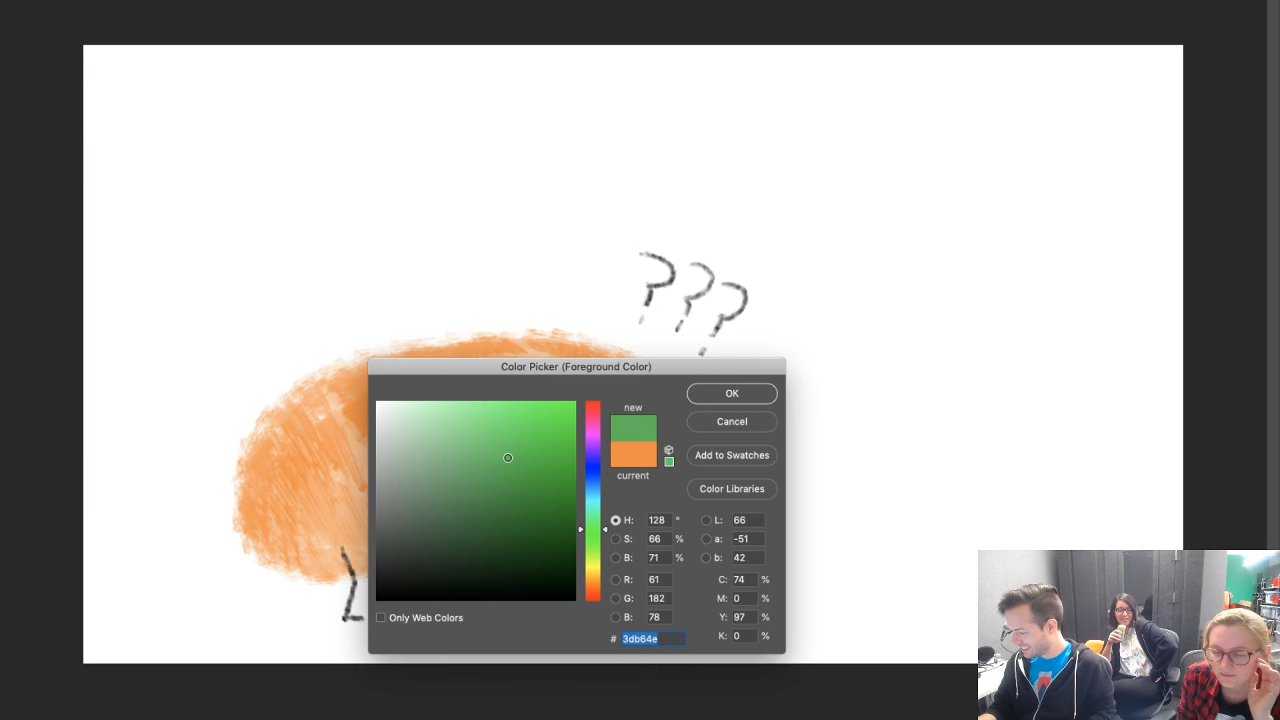 ???
Color Picker (Foreground Color)
new
current
OK
Cancel
Add to Swatches
Color Libraries
H: 128 °
S: 66 %
B: 71 %
R: 61
G: 182
B: 78
# 3db64e
L: 66
a: -51
b: 42
C: 74 %
M: 0 %
Y: 97 %
K: 0 %
Only Web Colors